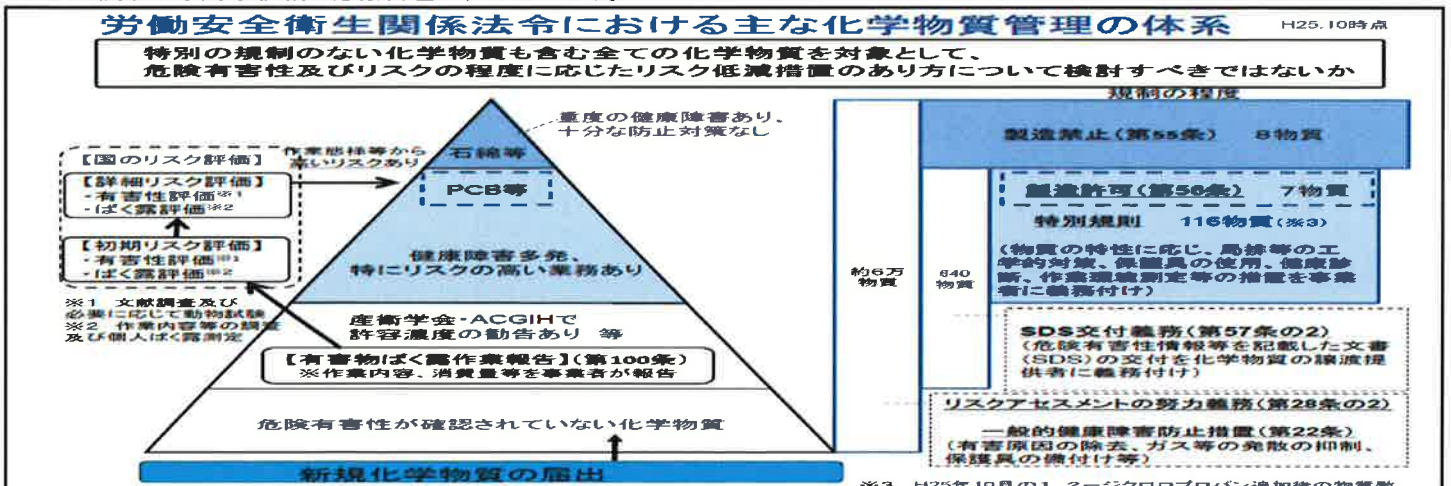 労働安全衛生関係法令における主な化学物質管理の体系
H25.10時点
特別の規制のない化学物質も含む全ての化学物質を対象として、
危険有害性及びリスクの程度に応じたリスク低減措置のあり方について検討すべきではないか
規制の程度
重度の健康障害あり、
十分な防止対策なし
石綿等
PCB等
健康障害多発、
特にリスクの高い業務あり
産衛学会・ACGIHで
許容濃度の勧告あり 等
【有害物ばく露作業報告】(第100条)
※作業内容、消費量等を事業者が報告
危険有害性が確認されていない化学物質
新規化学物質の届出
作業態様等から
高いリスクあり
【国のリスク評価】
【詳細リスク評価】
・有害性評価※1
・ばく露評価※2
【初期リスク評価】
・有害性評価※1
・ばく露評価※2
※1 文献調査及び
必要に応じて動物試験
※2 作業内容等の調査
及び個人ばく露測定
約6万
物質
640
物質
製造禁止(第55条) 8物質
製造許可(第56条) 7物質
特別規則 116物質(※3)
(物質の特性に応じ、局排等の工
学的対策、保護具の使用、健康診
断、作業環境測定等の措置を事業
者に義務付け)
SDS交付義務(第57条の2)
(危険有害性情報等を記載した文書
(SDS)の交付を化学物質の譲渡提
供者に義務付け)
リスクアセスメントの努力義務(第28条の2)
一般的健康障害防止措置(第22条)
(有害原因の除去、ガス等の発散の抑制、
保護具の備付け等)
※3 H25年10月の1,2-ジクロロプロパン追加後の物質数